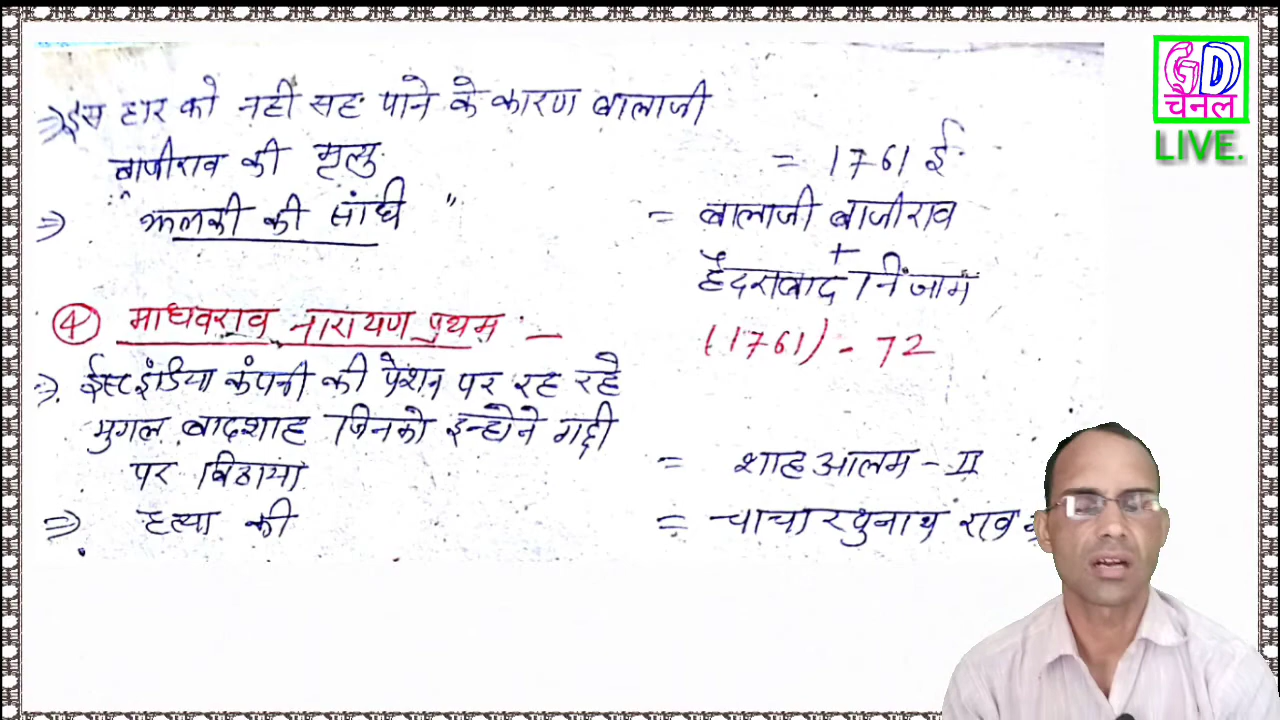 ⇒ इस हार को नही सह पाने के कारण बालाजी
बाजीराव की मृत्यु = 1761 ई.
⇒ झलकी की संधि " = बालाजी बाजीराव
+
हैदराबाद निजाम
④ माधवराव नारायण प्रथम :— (1761) - 72
⇒ ईस्ट इंडिया कंपनी की पेंशन पर रह रहे
मुगल बादशाह जिनको इन्होने गद्दी
पर बिठाया = शाहआलम - II
⇒ हत्या की = चाचा रघुनाथ राव
GD
चैनल
LIVE.